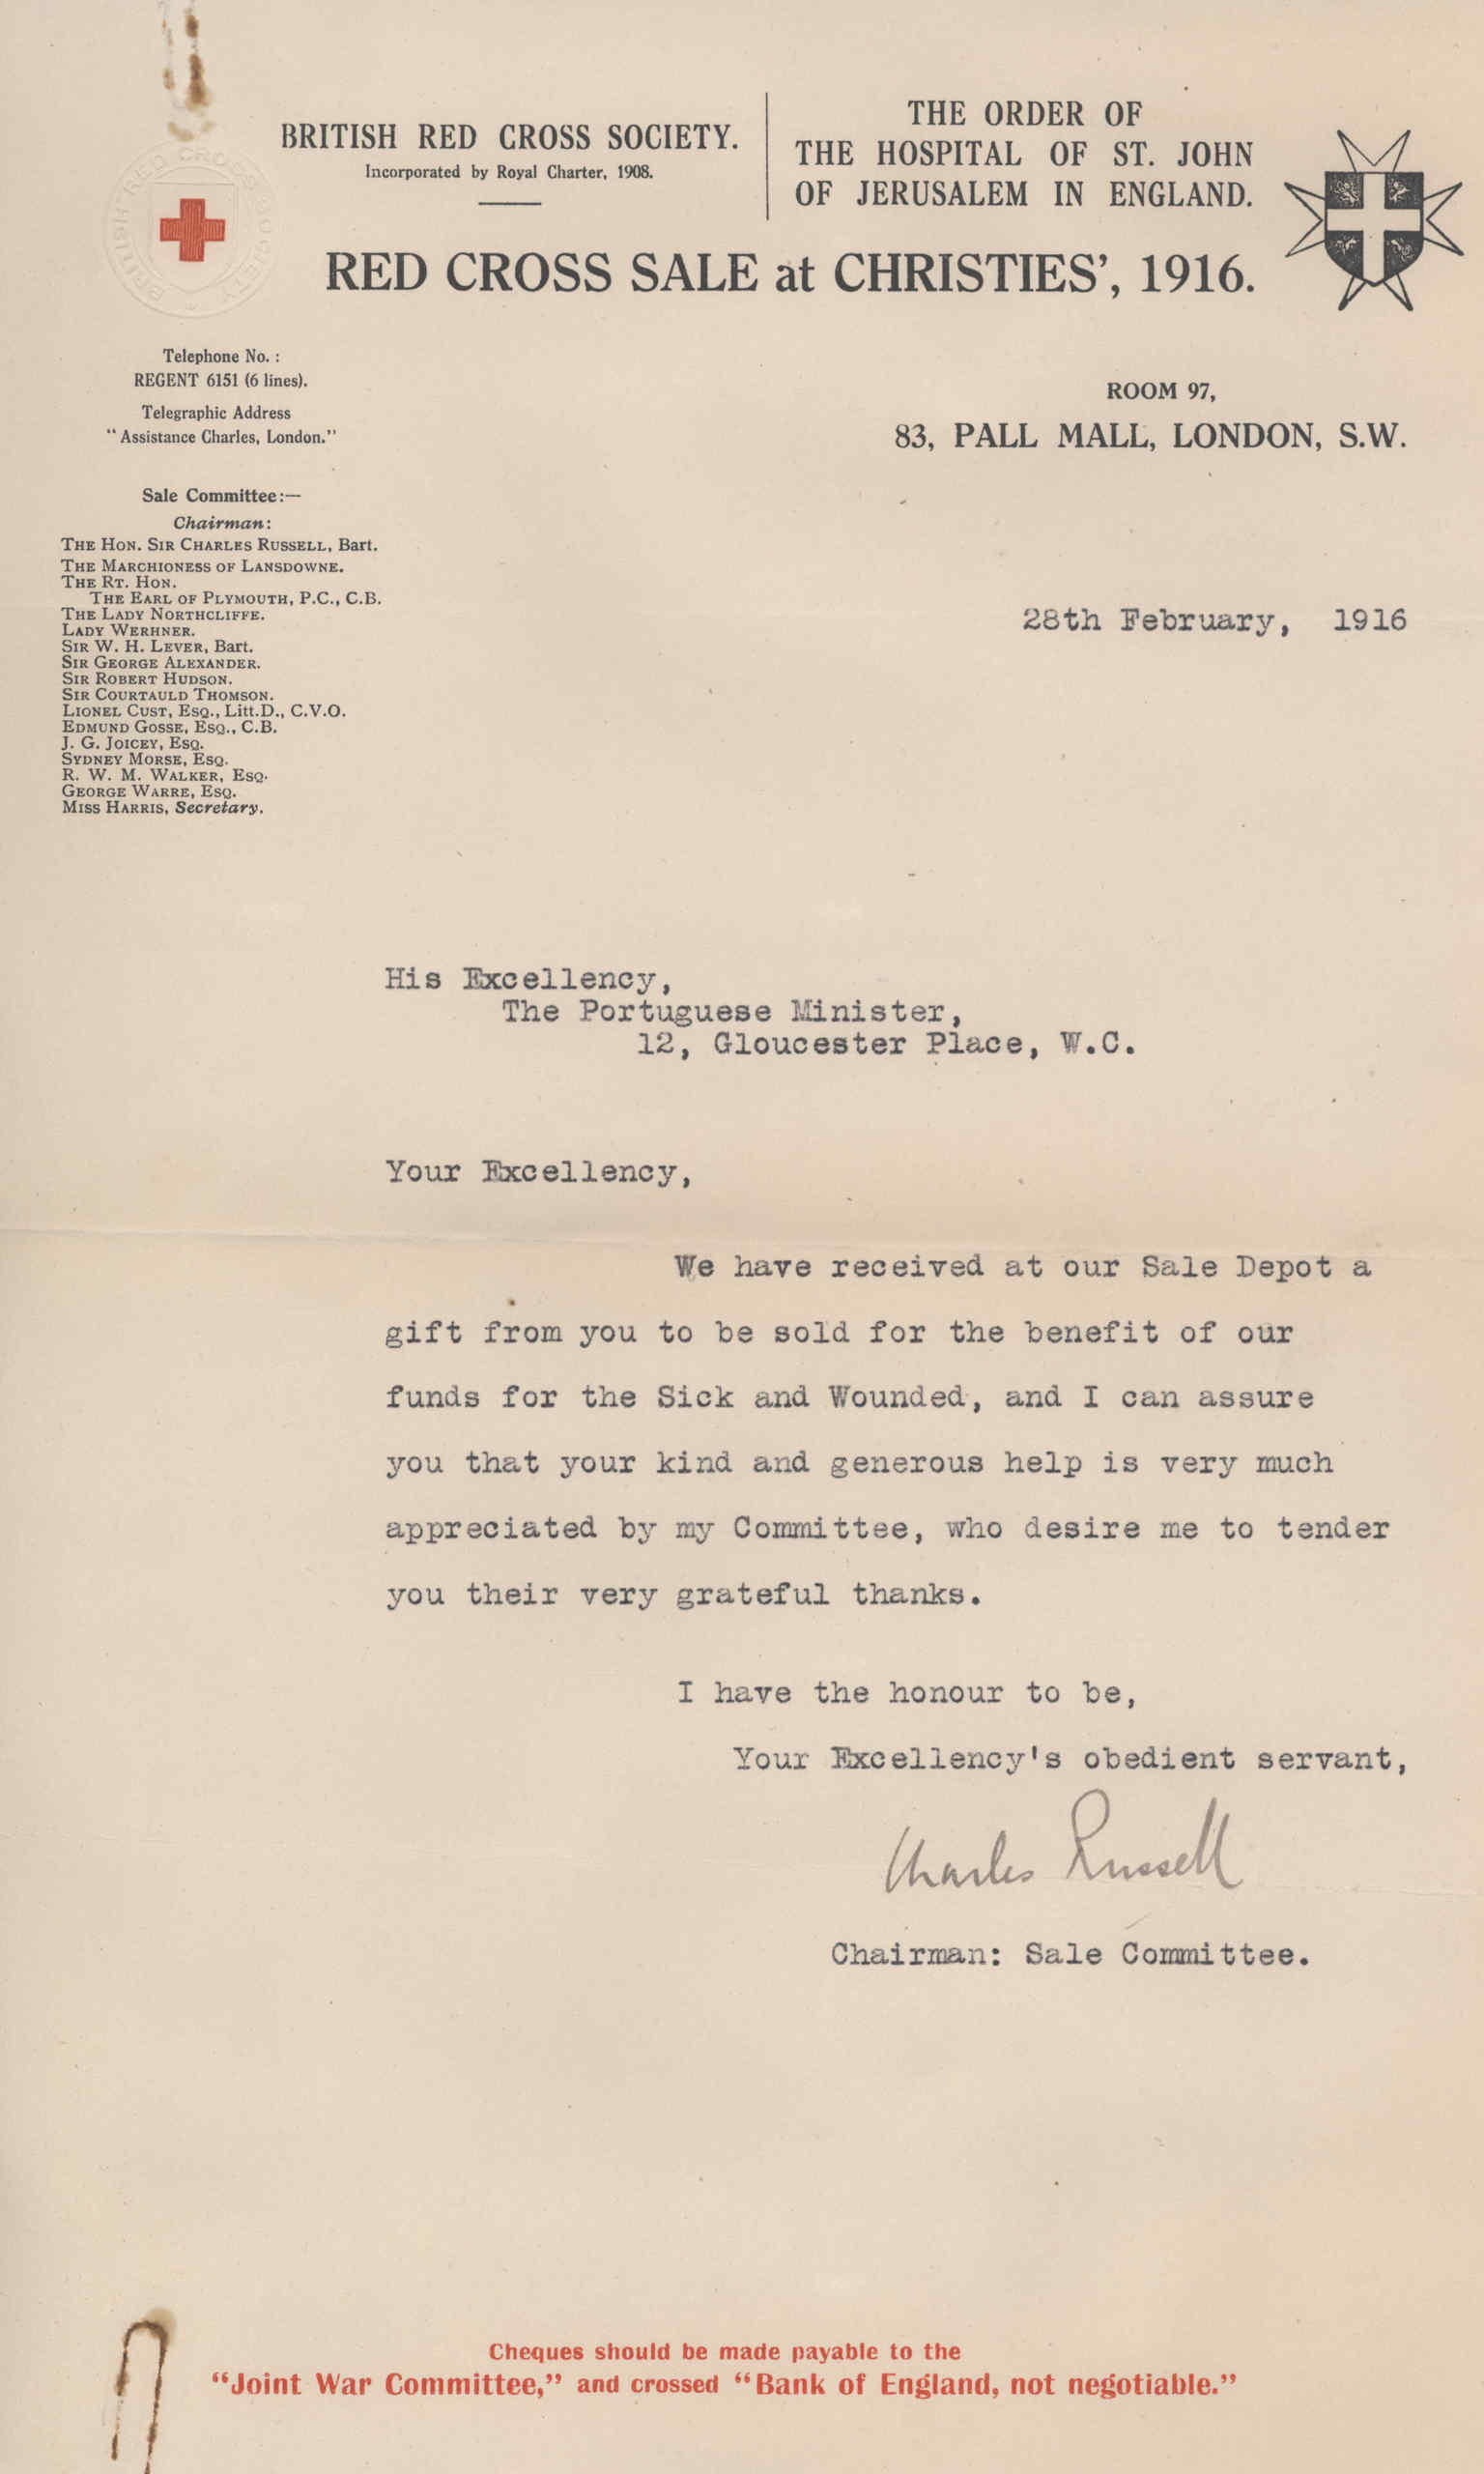 BRITISH RED CROSS SOCIETY.
Incorporated by Royal Charter, 1908.
THE ORDER OF
THE HOSPITAL OF ST. JOHN
OF JERUSALEM IN ENGLAND.
BRITISH RED CROSS SOCIETY
RED CROSS SALE at CHRISTIES', 1916.
Telephone No. :
REGENT 6151 (6 lines).
Telegraphic Address
"Assistance Charles, London."
ROOM 97,
83, PALL MALL, LONDON, S.W.
Sale Committee:—
Chairman:
THE HON. SIR CHARLES RUSSELL, Bart.
THE MARCHIONESS OF LANSDOWNE.
THE RT. HON.
THE EARL OF PLYMOUTH, P.C., C.B.
THE LADY NORTHCLIFFE.
LADY WERHNER.
SIR W. H. LEVER, Bart.
SIR GEORGE ALEXANDER.
SIR ROBERT HUDSON.
SIR COURTAULD THOMSON.
LIONEL CUST, ESQ., Litt.D., C.V.O.
EDMUND GOSSE, ESQ., C.B.
J. G. JOICEY, ESQ.
SYDNEY MORSE, ESQ.
R. W. M. WALKER, ESQ.
GEORGE WARRE, ESQ.
MISS HARRIS, Secretary.
28th February, 1916
His Excellency,
The Portuguese Minister,
12, Gloucester Place, W.C.
Your Excellency,
We have received at our Sale Depot a
gift from you to be sold for the benefit of our
funds for the Sick and Wounded, and I can assure
you that your kind and generous help is very much
appreciated by my Committee, who desire me to tender
you their very grateful thanks.
I have the honour to be,
Your Excellency's obedient servant,
Charles Russell
Chairman: Sale Committee.
Cheques should be made payable to the
"Joint War Committee," and crossed "Bank of England, not negotiable."